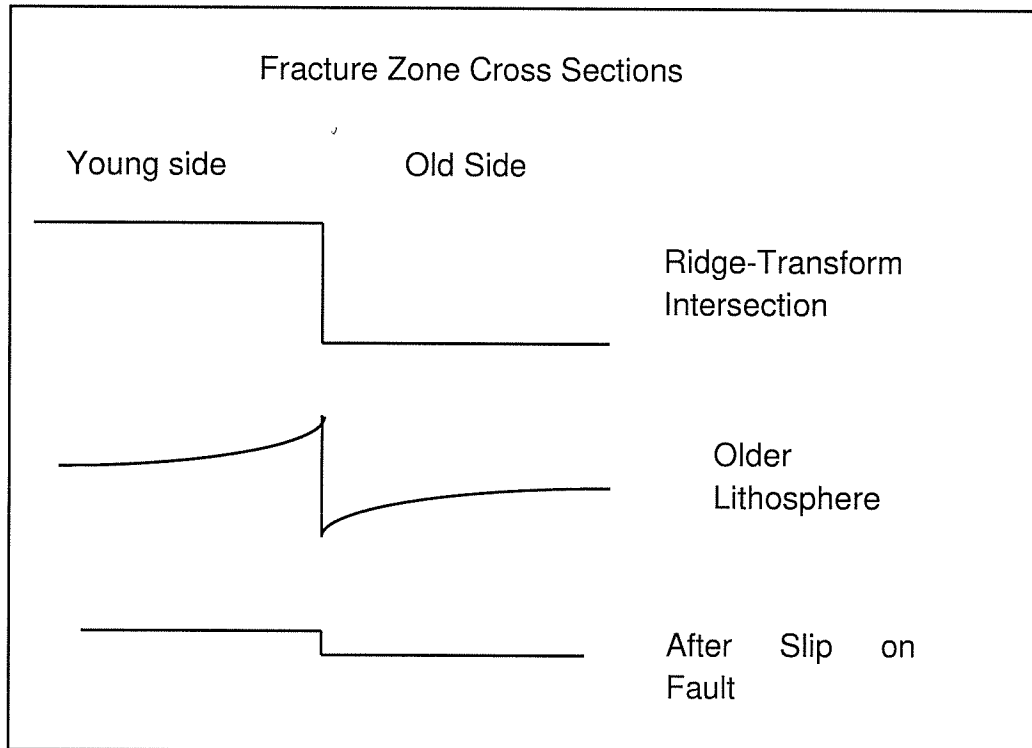 Fracture Zone Cross Sections
Young side
Old Side
Ridge-Transform
Intersection
Older
Lithosphere
After Slip on
Fault